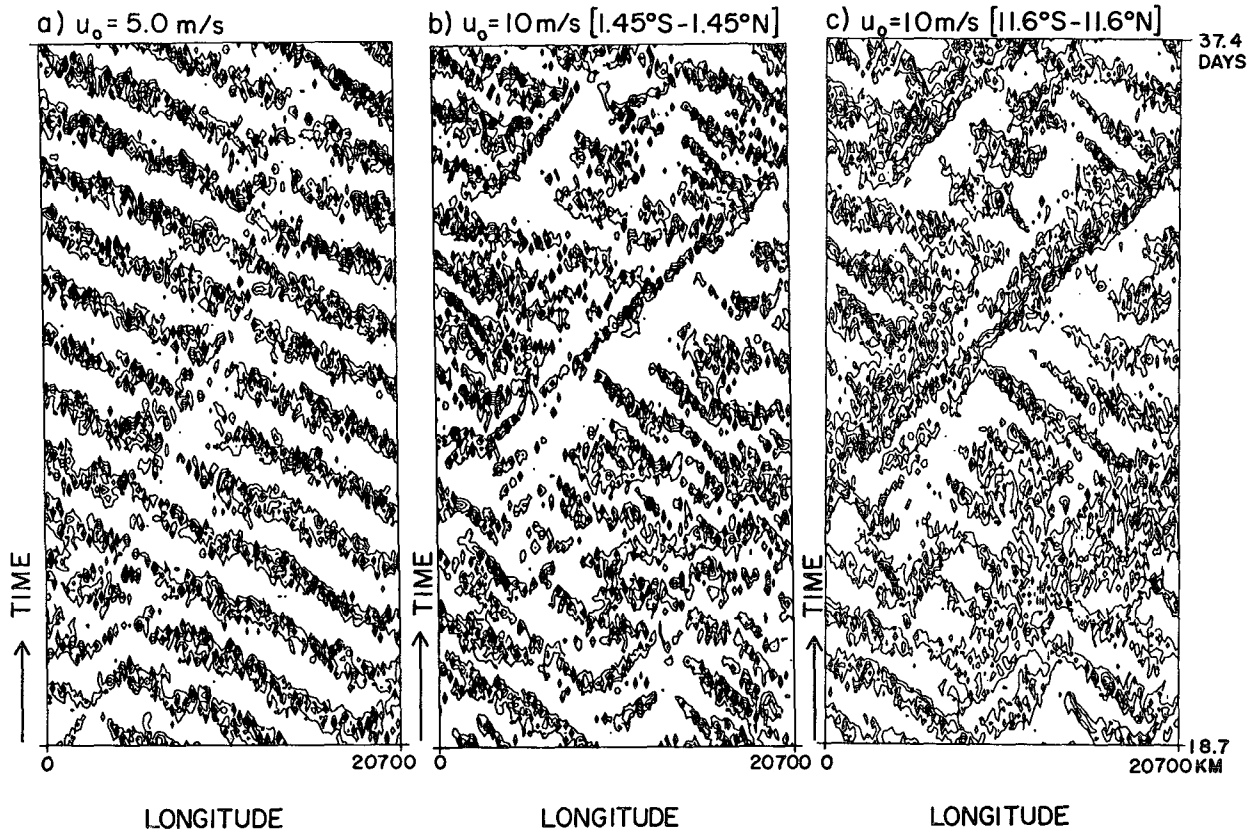 a) u₀ = 5.0 m/s
b) u₀ = 10 m/s [1.45°S-1.45°N]
c) u₀=10 m/s [11.6°S-11.6°N]
37.4
DAYS
TIME
TIME
TIME
18.7
0
20700
0
20700
0
20700 KM
LONGITUDE
LONGITUDE
LONGITUDE